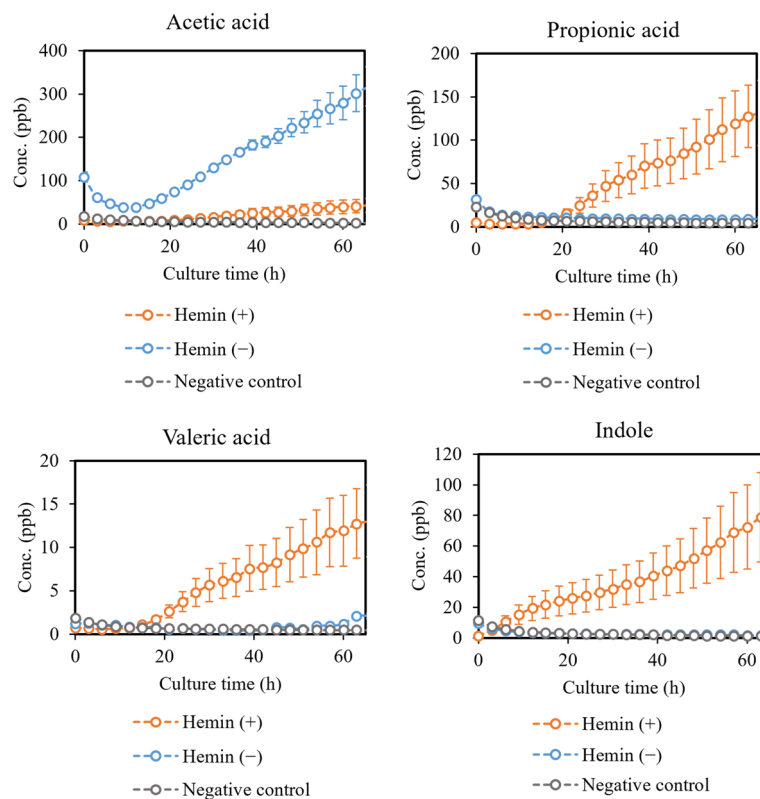 Acetic acid
400
300
200
100
0
Conc. (ppb)
0 20 40 60
Culture time (h)
Hemin (+)
Hemin (−)
Negative control
Propionic acid
200
150
100
50
0
Conc. (ppb)
0 20 40 60
Culture time (h)
Hemin (+)
Hemin (−)
Negative control
Valeric acid
20
15
10
5
0
Conc. (ppb)
0 20 40 60
Culture time (h)
Hemin (+)
Hemin (−)
Negative control
Indole
120
100
80
60
40
20
0
Conc. (ppb)
0 20 40 60
Culture time (h)
Hemin (+)
Hemin (−)
Negative control